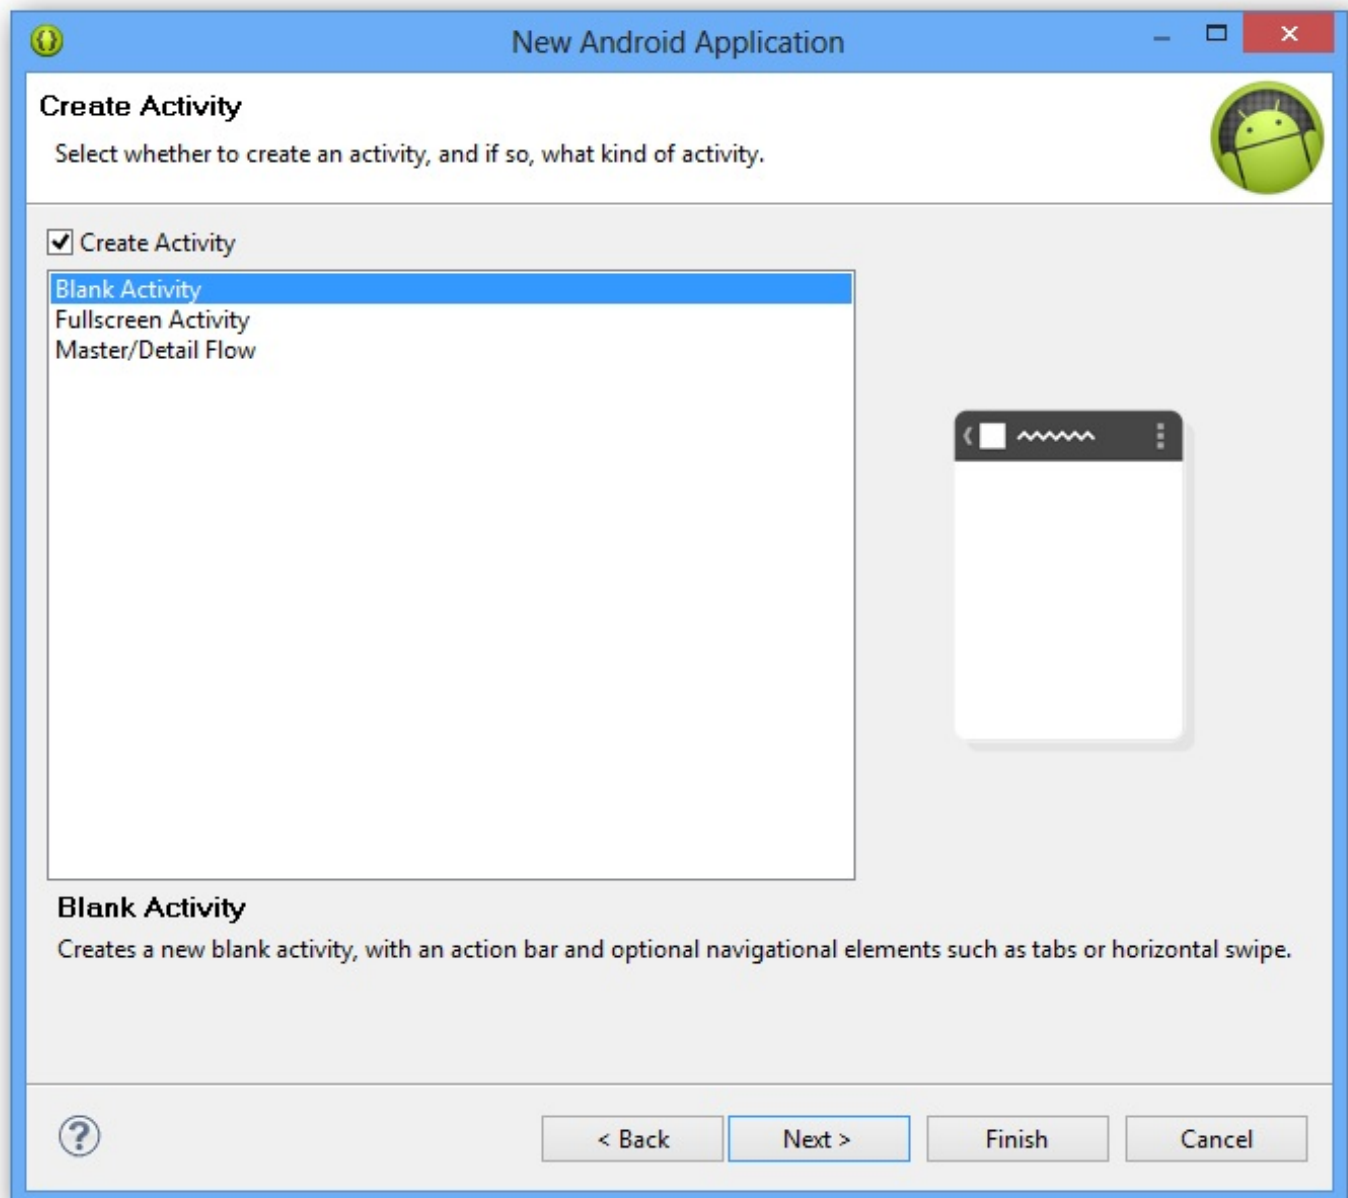 New Android Application
Create Activity
Select whether to create an activity, and if so, what kind of activity.
Create Activity
Blank Activity
Fullscreen Activity
Master/Detail Flow
Blank Activity
Creates a new blank activity, with an action bar and optional navigational elements such as tabs or horizontal swipe.
< Back
Next >
Finish
Cancel